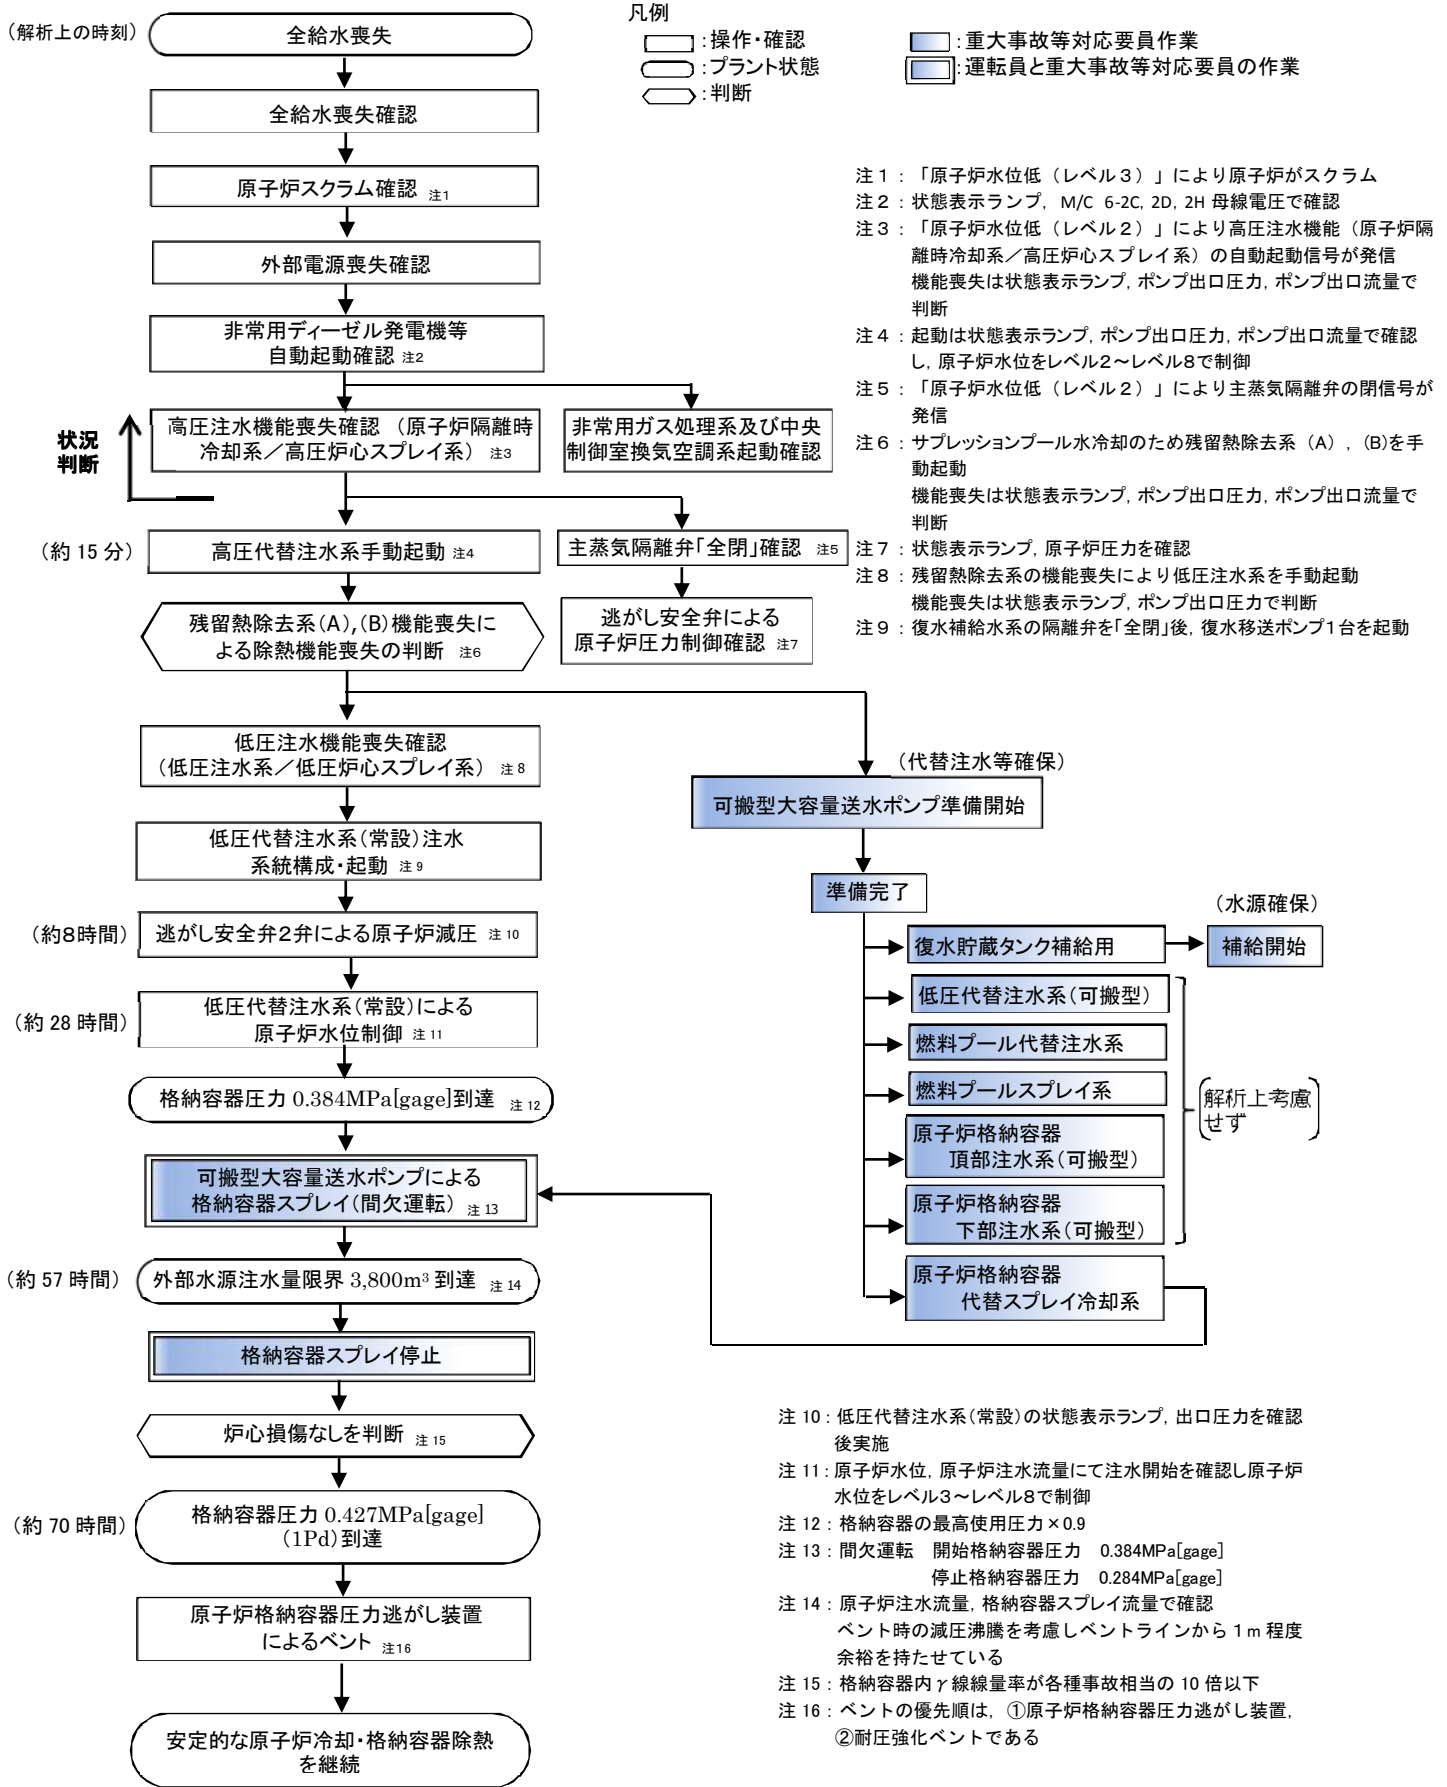 （解析上の時刻）
全給水喪失
凡例
：操作・確認
：プラント状態
：判断
：重大事故等対応要員作業
：運転員と重大事故等対応要員の作業
全給水喪失確認
原子炉スクラム確認 注1
外部電源喪失確認
非常用ディーゼル発電機等
自動起動確認 注2
状況
判断
高圧注水機能喪失確認 （原子炉隔離時
冷却系／高圧炉心スプレイ系） 注3
非常用ガス処理系及び中央
制御室換気空調系起動確認
（約 15 分）
高圧代替注水系手動起動 注4
主蒸気隔離弁「全閉」確認 注5
残留熱除去系(A),(B)機能喪失に
よる除熱機能喪失の判断 注6
逃がし安全弁による
原子炉圧力制御確認 注7
注１：「原子炉水位低（レベル３）」により原子炉がスクラム
注２：状態表示ランプ, M/C 6-2C, 2D, 2H 母線電圧で確認
注３：「原子炉水位低（レベル２）」により高圧注水機能（原子炉隔
離時冷却系／高圧炉心スプレイ系）の自動起動信号が発信
機能喪失は状態表示ランプ, ポンプ出口圧力, ポンプ出口流量で
判断
注４：起動は状態表示ランプ, ポンプ出口圧力, ポンプ出口流量で確認
し, 原子炉水位をレベル２～レベル８で制御
注５：「原子炉水位低（レベル２）」により主蒸気隔離弁の閉信号が
発信
注６：サプレッションプール水冷却のため残留熱除去系（A）, (B)を手
動起動
機能喪失は状態表示ランプ, ポンプ出口圧力, ポンプ出口流量で
判断
注７：状態表示ランプ, 原子炉圧力を確認
注８：残留熱除去系の機能喪失により低圧注水系を手動起動
機能喪失は状態表示ランプ, ポンプ出口圧力で判断
注９：復水補給水系の隔離弁を「全閉」後, 復水移送ポンプ１台を起動
低圧注水機能喪失確認
（低圧注水系／低圧炉心スプレイ系） 注 8
低圧代替注水系（常設）注水
系統構成・起動 注 9
（約８時間）
逃がし安全弁２弁による原子炉減圧 注 10
（約 28 時間）
低圧代替注水系（常設）による
原子炉水位制御 注 11
格納容器圧力 0.384MPa[gage]到達 注 12
可搬型大容量送水ポンプによる
格納容器スプレイ（間欠運転） 注 13
（約 57 時間）
外部水源注水量限界 3,800m³ 到達 注 14
格納容器スプレイ停止
炉心損傷なしを判断 注 15
（約 70 時間）
格納容器圧力 0.427MPa[gage]
（1Pd）到達
原子炉格納容器圧力逃がし装置
によるベント 注16
安定的な原子炉冷却・格納容器除熱
を継続
（代替注水等確保）
可搬型大容量送水ポンプ準備開始
準備完了
（水源確保）
復水貯蔵タンク補給用
補給開始
低圧代替注水系（可搬型）
燃料プール代替注水系
燃料プールスプレイ系
解析上考慮
せず
原子炉格納容器
頂部注水系（可搬型）
原子炉格納容器
下部注水系（可搬型）
原子炉格納容器
代替スプレイ冷却系
注 10：低圧代替注水系（常設）の状態表示ランプ, 出口圧力を確認
後実施
注 11：原子炉水位, 原子炉注水流量にて注水開始を確認し原子炉
水位をレベル３～レベル８で制御
注 12：格納容器の最高使用圧力×0.9
注 13：間欠運転 開始格納容器圧力 0.384MPa[gage]
停止格納容器圧力 0.284MPa[gage]
注 14：原子炉注水流量, 格納容器スプレイ流量で確認
ベント時の減圧沸騰を考慮しベントラインから 1ｍ程度
余裕を持たせている
注 15：格納容器内γ線線量率が各種事故相当の 10 倍以下
注 16：ベントの優先順は, ①原子炉格納容器圧力逃がし装置,
②耐圧強化ベントである